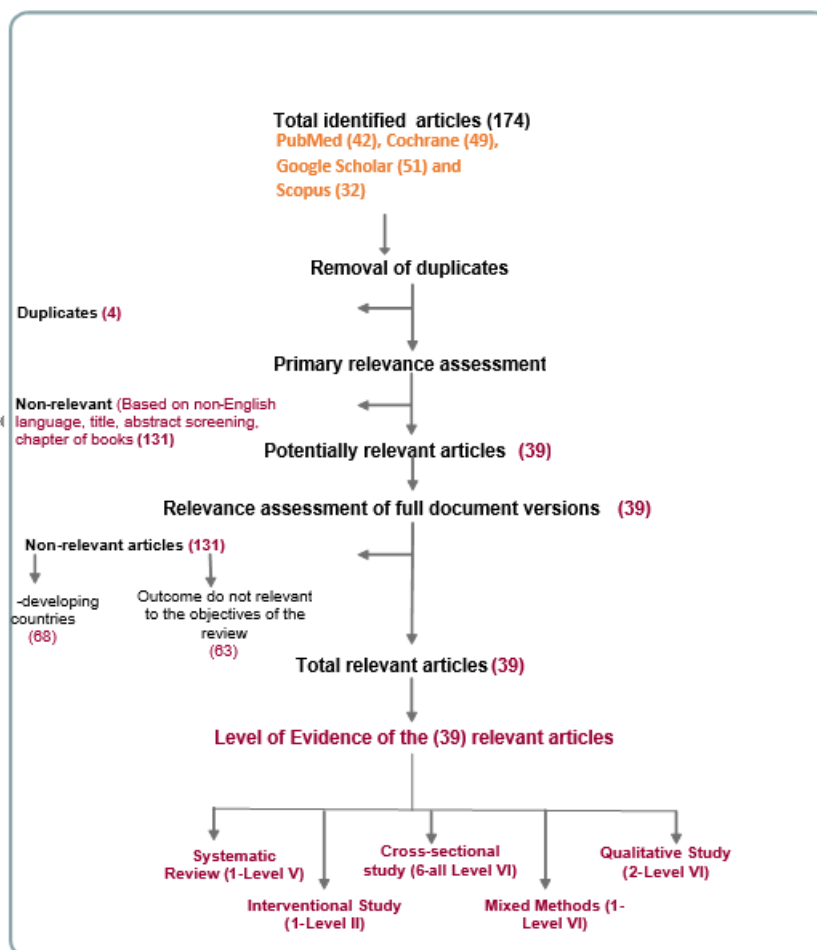 Total identified articles (174)
PubMed (42), Cochrane (49),
Google Scholar (51) and
Scopus (32)
Removal of duplicates
Duplicates (4)
Primary relevance assessment
Non-relevant (Based on non-English
language, title, abstract screening,
chapter of books (131)
Potentially relevant articles (39)
Relevance assessment of full document versions (39)
Non-relevant articles (131)
-developing
countries
(68)
Outcome do not relevant
to the objectives of the
review
(63)
Total relevant articles (39)
Level of Evidence of the (39) relevant articles
Systematic
Review (1-Level V)
Interventional Study
(1-Level II)
Cross-sectional
study (6-all Level VI)
Mixed Methods (1-
Level VI)
Qualitative Study
(2-Level VI)